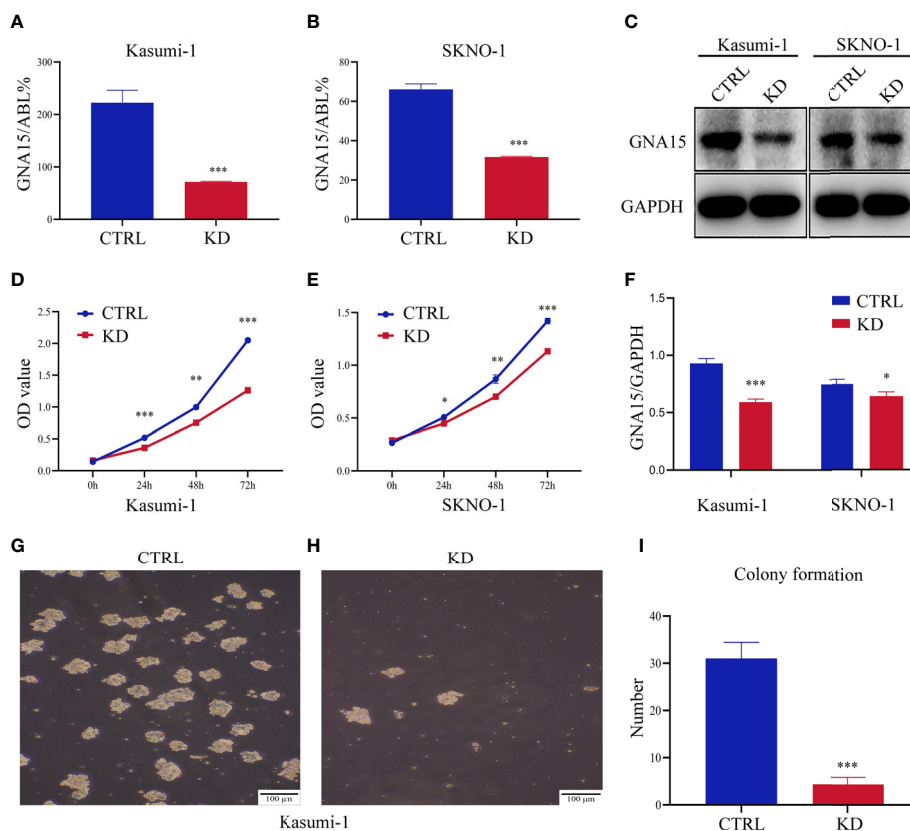 A
Kasumi-1
GNA15/ABL%
300
200
100
0
***
CTRL
KD
B
SKNO-1
GNA15/ABL%
80
60
40
20
0
***
CTRL
KD
C
Kasumi-1
SKNO-1
CTRL
KD
CTRL
KD
GNA15
GAPDH
D
OD value
2.5
2.0
1.5
1.0
0.5
0.0
CTRL
KD
***
**
***
0h
24h
48h
72h
Kasumi-1
E
OD value
1.5
1.0
0.5
0.0
CTRL
KD
*
**
***
0h
24h
48h
72h
SKNO-1
F
GNA15/GAPDH
1.5
1.0
0.5
0.0
CTRL
KD
***
*
Kasumi-1
SKNO-1
G
CTRL
100 μm
H
KD
100 μm
Kasumi-1
I
Colony formation
Number
40
30
20
10
0
***
CTRL
KD